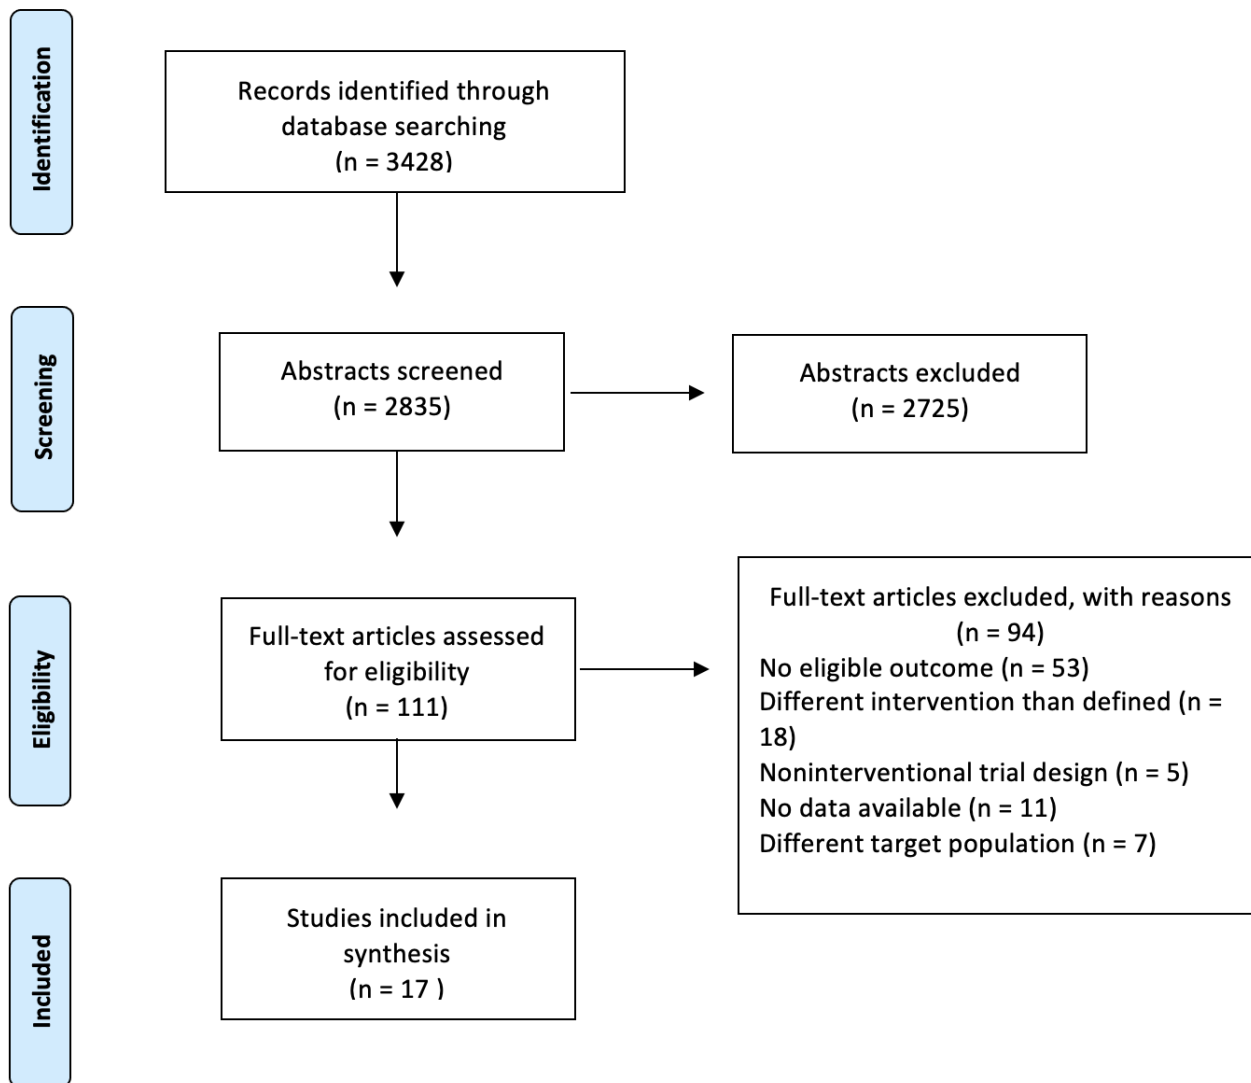 Identification
Records identified through
database searching
(n = 3428)
Screening
Abstracts screened
(n = 2835)
Abstracts excluded
(n = 2725)
Eligibility
Full-text articles assessed
for eligibility
(n = 111)
Full-text articles excluded, with reasons
(n = 94)
No eligible outcome (n = 53)
Different intervention than defined (n =
18)
Noninterventional trial design (n = 5)
No data available (n = 11)
Different target population (n = 7)
Included
Studies included in
synthesis
(n = 17 )